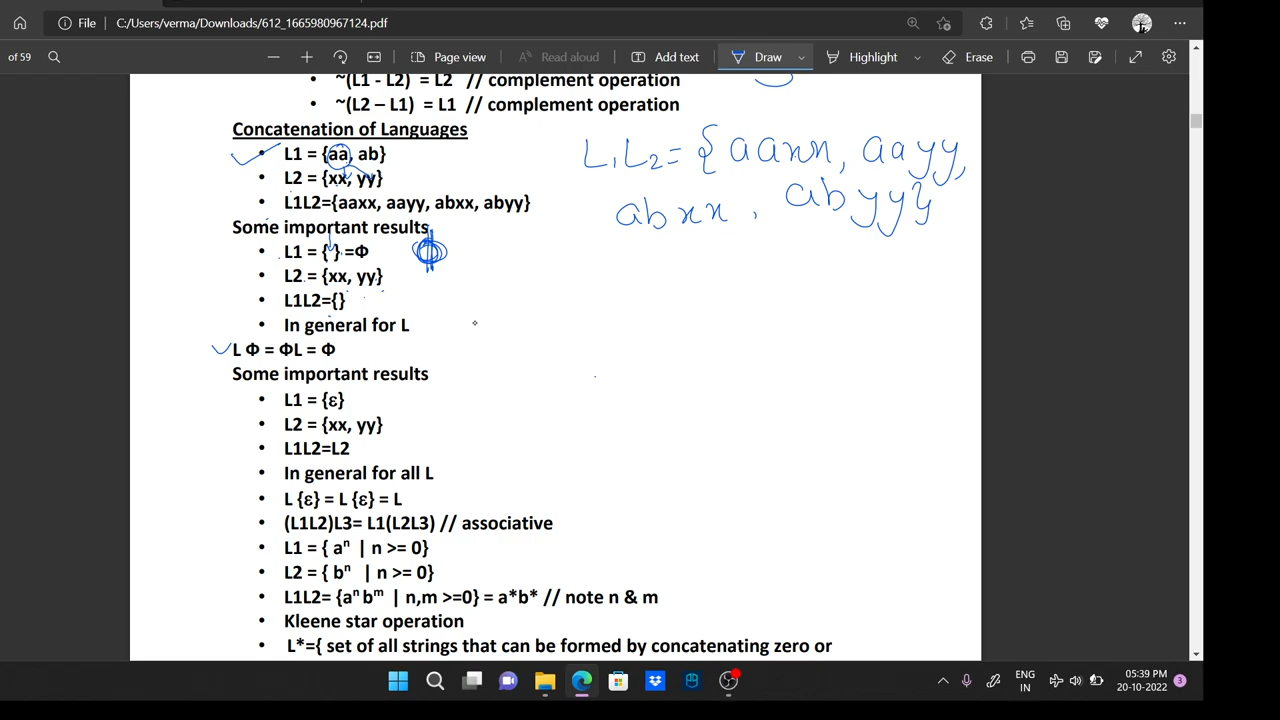 File
C:/Users/verma/Downloads/612_1665980967124.pdf
of 59
Page view
Read aloud
Add text
Draw
Highlight
Erase
• ~(L1 - L2) = L2 // complement operation
• ~(L2 – L1) = L1 // complement operation
Concatenation of Languages
• L1 = {aa, ab}
• L2 = {xx, yy}
• L1L2={aaxx, aayy, abxx, abyy}
L1L2 = { aaxx, aayy,
abxx, abyy}
Some important results
• L1 = { } =Φ
Φ
• L2 = {xx, yy}
• L1L2={}
• In general for L
L Φ = ΦL = Φ
Some important results
• L1 = {ε}
• L2 = {xx, yy}
• L1L2=L2
• In general for all L
• L {ε} = L {ε} = L
• (L1L2)L3= L1(L2L3) // associative
• L1 = { aⁿ | n >= 0}
• L2 = { bⁿ | n >= 0}
• L1L2= {aⁿ bᵐ | n,m >=0} = a*b* // note n & m
• Kleene star operation
• L*={ set of all strings that can be formed by concatenating zero or
ENG
IN
05:39 PM
20-10-2022
3